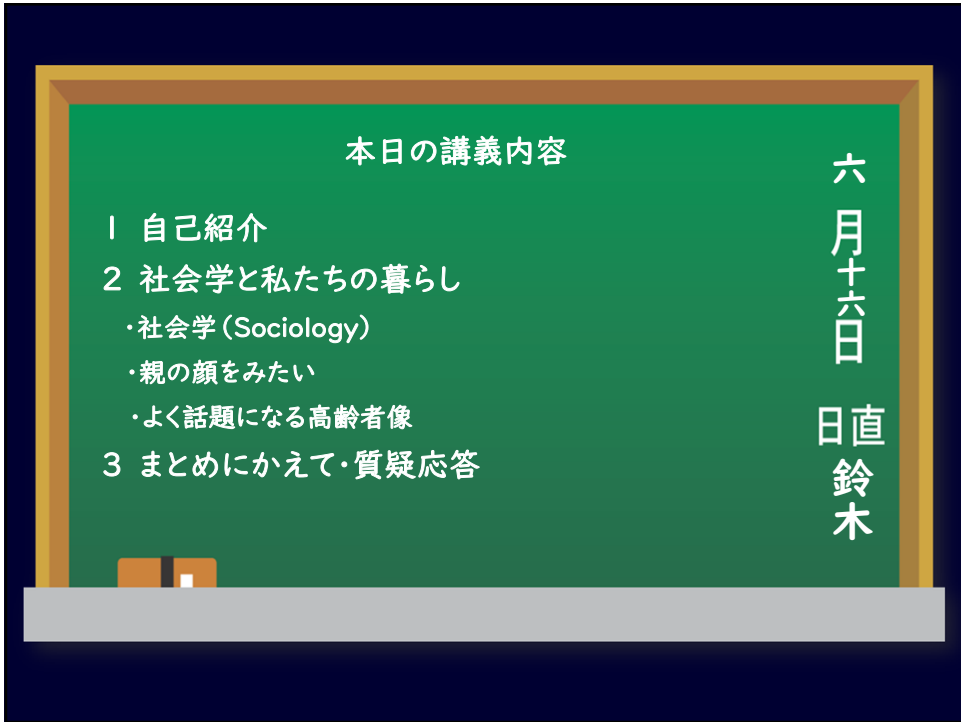 本日の講義内容
1 自己紹介
2 社会学と私たちの暮らし
・社会学(Sociology)
・親の顔をみたい
・よく話題になる高齢者像
3 まとめにかえて・質疑応答
六月十六日
日直
鈴木